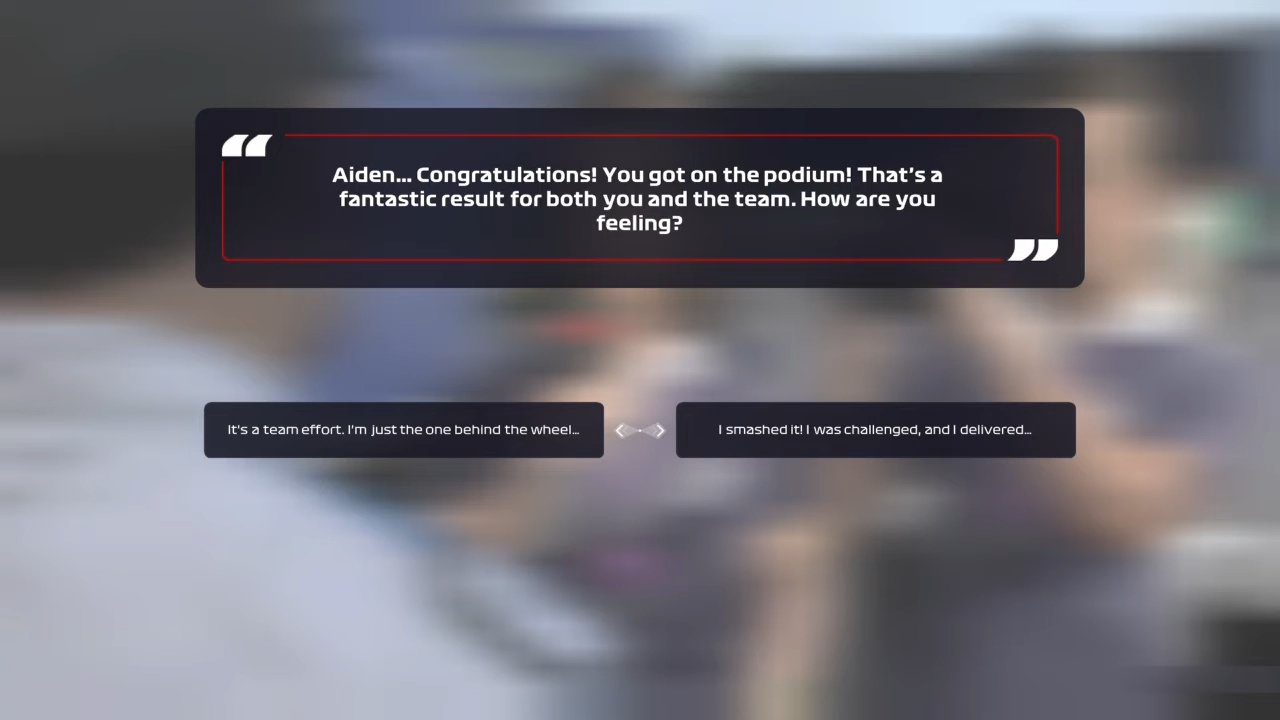 Aiden... Congratulations! You got on the podium! That's a
fantastic result for both you and the team. How are you
feeling?
It's a team effort. I'm just the one behind the wheel...
I smashed it! I was challenged, and I delivered...